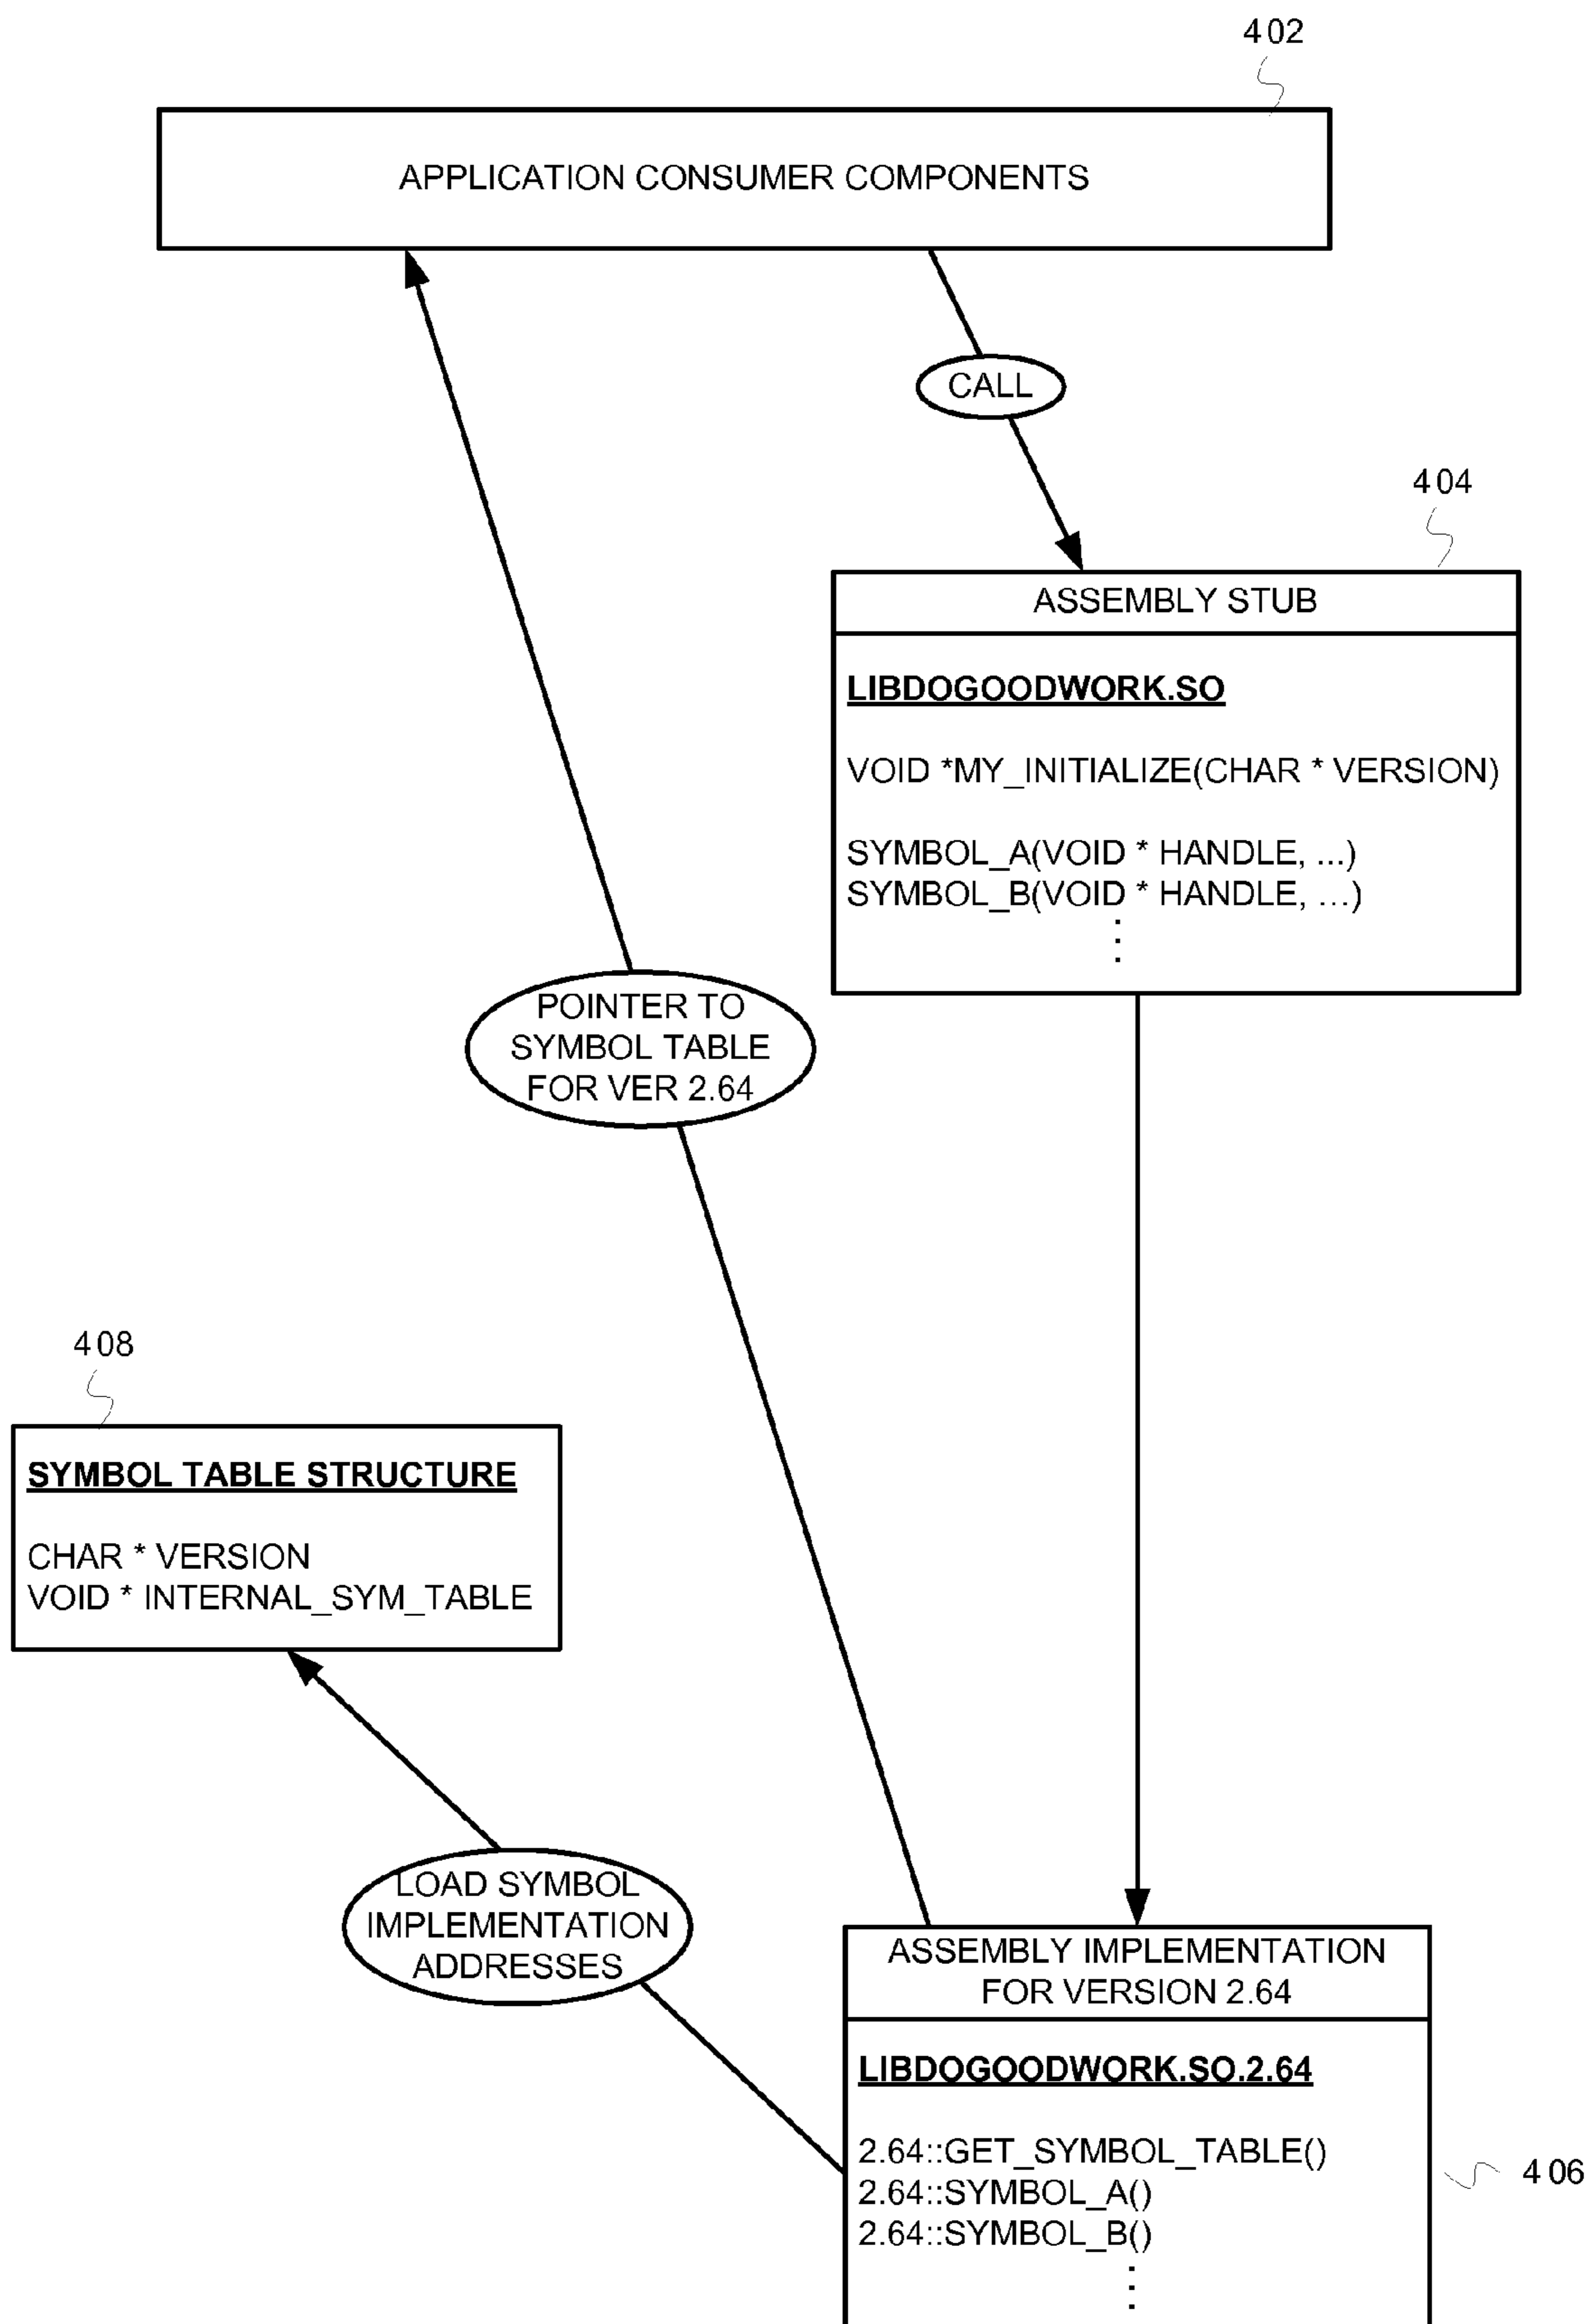 402
APPLICATION CONSUMER COMPONENTS
CALL
404
ASSEMBLY STUB
LIBDOGOODWORK.SO
VOID *MY_INITIALIZE(CHAR * VERSION)
SYMBOL_A(VOID * HANDLE, ...)
SYMBOL_B(VOID * HANDLE, ...)
POINTER TO
SYMBOL TABLE
FOR VER 2.64
408
SYMBOL TABLE STRUCTURE
CHAR * VERSION
VOID * INTERNAL_SYM_TABLE
LOAD SYMBOL
IMPLEMENTATION
ADDRESSES
ASSEMBLY IMPLEMENTATION
FOR VERSION 2.64
LIBDOGOODWORK.SO.2.64
2.64::GET_SYMBOL_TABLE()
2.64::SYMBOL_A()
2.64::SYMBOL_B()
406